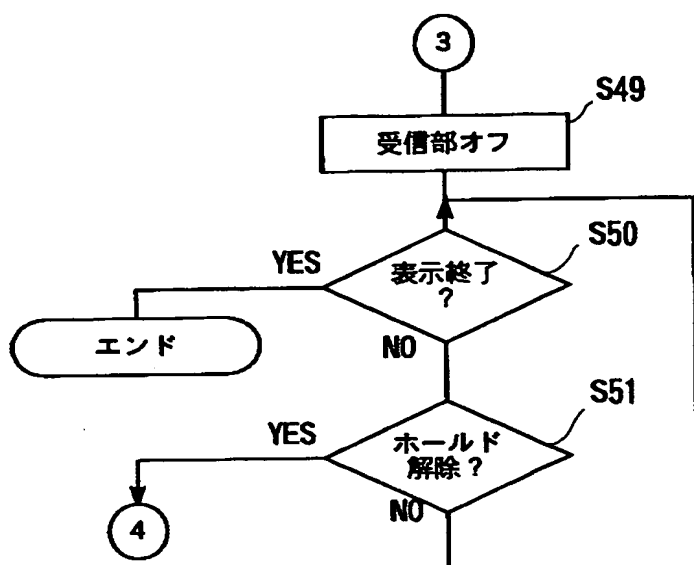 3
S49
受信部オフ
S50
YES
表示終了
?
エンド
NO
S51
YES
ホールド
解除?
NO
4